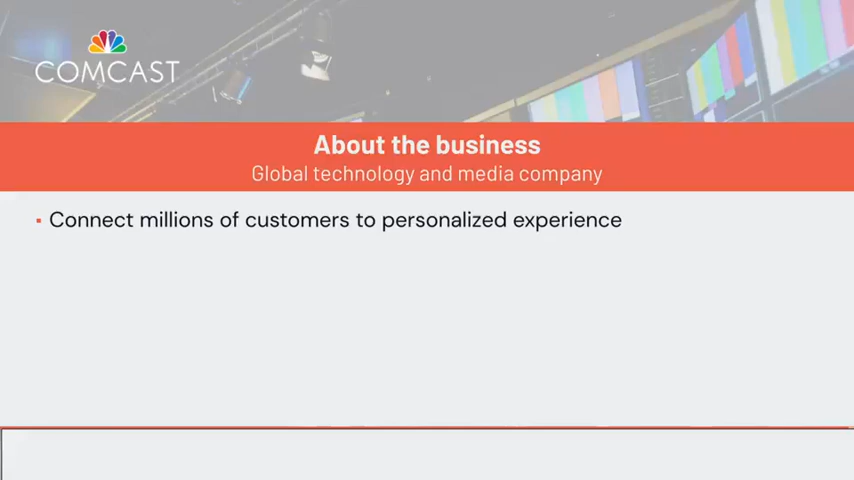 COMCAST
About the business
Global technology and media company
▪ Connect millions of customers to personalized experience